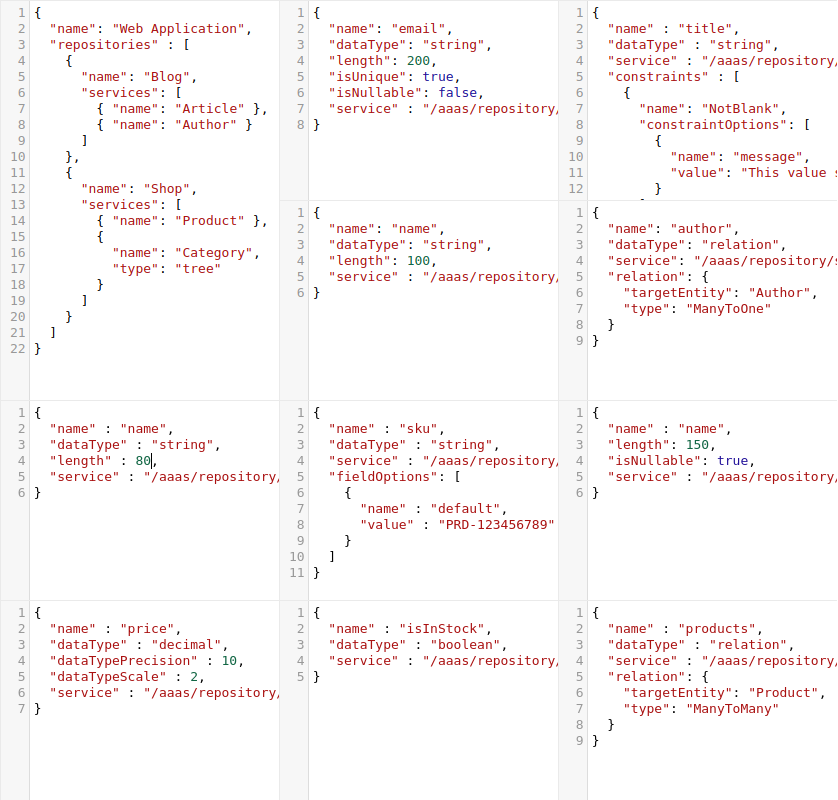 1 {
2 "name": "Web Application",
3 "repositories" : [
4 {
5 "name": "Blog",
6 "services": [
7 { "name": "Article" },
8 { "name": "Author" }
9 ]
10 },
11 {
12 "name": "Shop",
13 "services": [
14 { "name": "Product" },
15 {
16 "name": "Category",
17 "type": "tree"
18 }
19 ]
20 }
21 ]
22 }
1 {
2 "name": "email",
3 "dataType": "string",
4 "length": 200,
5 "isUnique": true,
6 "isNullable": false,
7 "service" : "/aaas/repository/
8 }
1 {
2 "name" : "title",
3 "dataType" : "string",
4 "service" : "/aaas/repository/
5 "constraints" : [
6 {
7 "name": "NotBlank",
8 "constraintOptions": [
9 {
10 "name": "message",
11 "value": "This value
12 }
1 {
2 "name": "name",
3 "dataType": "string",
4 "length": 100,
5 "service" : "/aaas/repository/
6 }
1 {
2 "name": "author",
3 "dataType": "relation",
4 "service": "/aaas/repository/s
5 "relation": {
6 "targetEntity": "Author",
7 "type": "ManyToOne"
8 }
9 }
1 {
2 "name" : "name",
3 "dataType" : "string",
4 "length" : 80,
5 "service" : "/aaas/repository/
6 }
1 {
2 "name" : "sku",
3 "dataType" : "string",
4 "service" : "/aaas/repository/
5 "fieldOptions": [
6 {
7 "name" : "default",
8 "value" : "PRD-123456789"
9 }
10 ]
11 }
1 {
2 "name" : "name",
3 "length": 150,
4 "isNullable": true,
5 "service" : "/aaas/repository/
6 }
1 {
2 "name" : "price",
3 "dataType" : "decimal",
4 "dataTypePrecision" : 10,
5 "dataTypeScale" : 2,
6 "service" : "/aaas/repository/
7 }
1 {
2 "name" : "isInStock",
3 "dataType" : "boolean",
4 "service" : "/aaas/repository/
5 }
1 {
2 "name" : "products",
3 "dataType" : "relation",
4 "service" : "/aaas/repository/
5 "relation": {
6 "targetEntity": "Product",
7 "type": "ManyToMany"
8 }
9 }